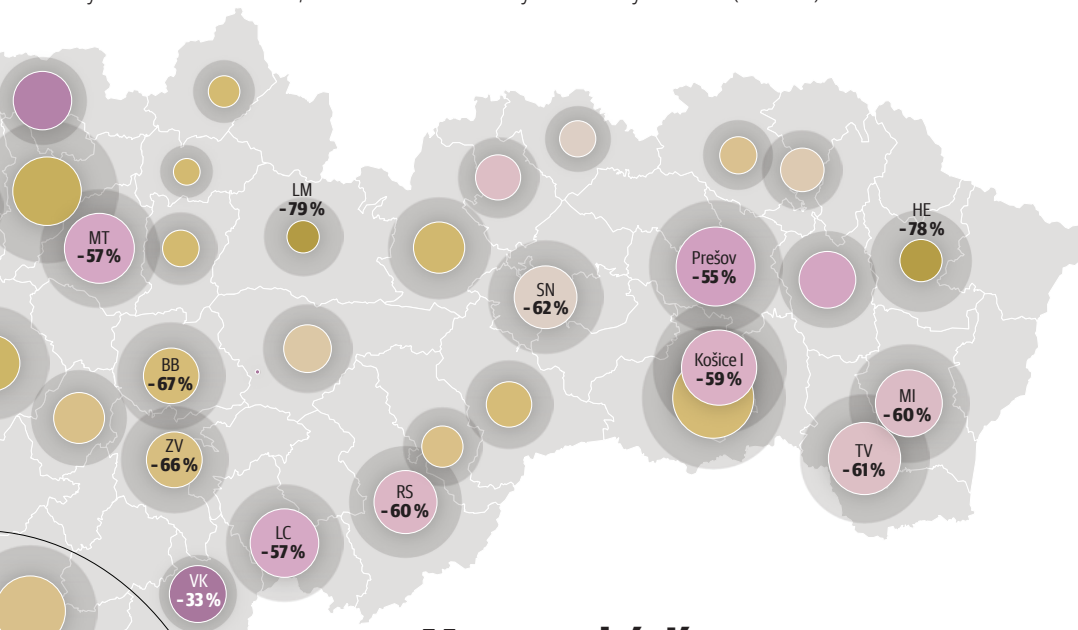 LM
-79 %
HE
-78 %
MT
-57 %
Prešov
-55 %
SN
-62 %
BB
-67 %
Košice I
-59 %
MI
-60 %
ZV
-66 %
TV
-61 %
RS
-60 %
LC
-57 %
VK
-33 %